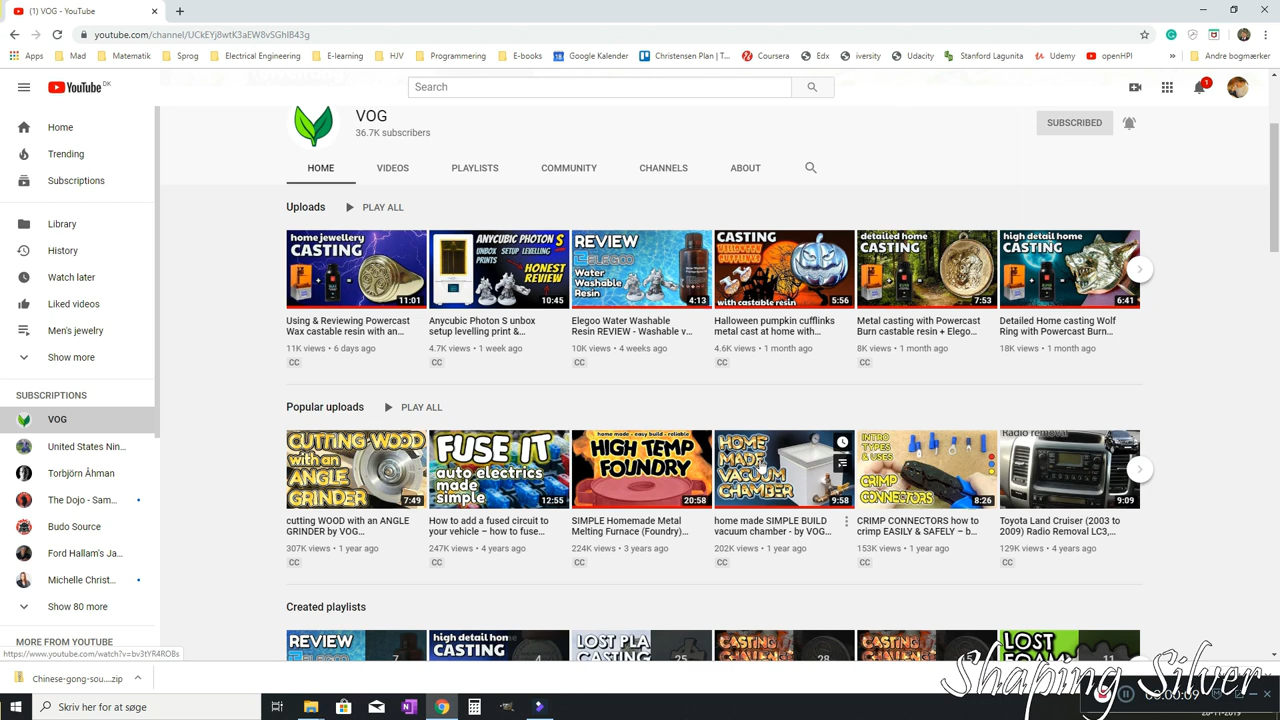 (1) VOG - YouTube
youtube.com/channel/UCkEYj8wtK3aEW8vSGhIB43g
Apps Mad Matematik Sprog Electrical Engineering E-learning HJV Programmering E-books Google Kalender Christensen Plan | T... Coursera Edx iversity Udacity Stanford Lagunita Udemy openHPI » Andre bogmærker
YouTube DK
Search
1
VOG
36.7K subscribers
SUBSCRIBED
HOME VIDEOS PLAYLISTS COMMUNITY CHANNELS ABOUT
Home
Trending
Subscriptions
Library
History
Watch later
Liked videos
Men's jewelry
Show more
SUBSCRIPTIONS
VOG
United States Nin...
Torbjörn Åhman
The Dojo - Sam...
Budo Source
Ford Hallam's Ja...
Michelle Christ...
Show 80 more
MORE FROM YOUTUBE
Uploads PLAY ALL
home jewellery
CASTING
11:01
ANYCUBIC PHOTON S
UNBOX SETUP LEVELLING
PRINTS
HONEST
REVIEW
10:45
REVIEW
ELEGOO
Water
Washable
Resin
4:13
CASTING
HALLOWEEN
CUFFLINKS
with castable resin
5:56
detailed home
CASTING
7:53
high detail home
CASTING
6:41
Using & Reviewing Powercast
Wax castable resin with an...
11K views • 6 days ago
CC
Anycubic Photon S unbox
setup levelling print &...
4.7K views • 1 week ago
CC
Elegoo Water Washable
Resin REVIEW - Washable v...
10K views • 4 weeks ago
CC
Halloween pumpkin cufflinks
metal cast at home with...
4.6K views • 1 month ago
CC
Metal casting with Powercast
Burn castable resin + Elego...
8K views • 1 month ago
CC
Detailed Home casting Wolf
Ring with Powercast Burn...
18K views • 1 month ago
CC
Popular uploads PLAY ALL
CUTTING WOOD
with an
ANGLE
GRINDER
7:49
FUSE IT
auto electrics
made
simple
12:55
home made - easy build - reliable
HIGH TEMP
FOUNDRY
20:58
HOME
MADE
VACUUM
CHAMBER
9:58
INTRO
TYPES
& USES
CRIMP
CONNECTORS
8:26
Radio removal
9:09
cutting WOOD with an ANGLE
GRINDER by VOG...
307K views • 1 year ago
CC
How to add a fused circuit to
your vehicle – how to fuse...
247K views • 4 years ago
CC
SIMPLE Homemade Metal
Melting Furnace (Foundry)...
224K views • 3 years ago
CC
home made SIMPLE BUILD
vacuum chamber - by VOG...
202K views • 1 year ago
CC
CRIMP CONNECTORS how to
crimp EASILY & SAFELY – b...
153K views • 1 year ago
CC
Toyota Land Cruiser (2003 to
2009) Radio Removal LC3,...
129K views • 4 years ago
CC
Created playlists
REVIEW
7
high detail hom
CASTING
4
LOST PLA
CASTING
25
CASTING
28
CASTING
LOST
11
https://www.youtube.com/watch?v=bv3tYR4ROBs
Chinese-gong-sou....zip
Skriv her for at søge
Shaping Silver
00:00:09